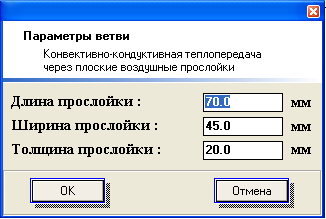 Параметры ветви
Конвективно-кондуктивная теплопередача
через плоские воздушные прослойки
Длина прослойки : 70.0 мм
Ширина прослойки : 45.0 мм
Толщина прослойки : 20.0 мм
OK Отмена